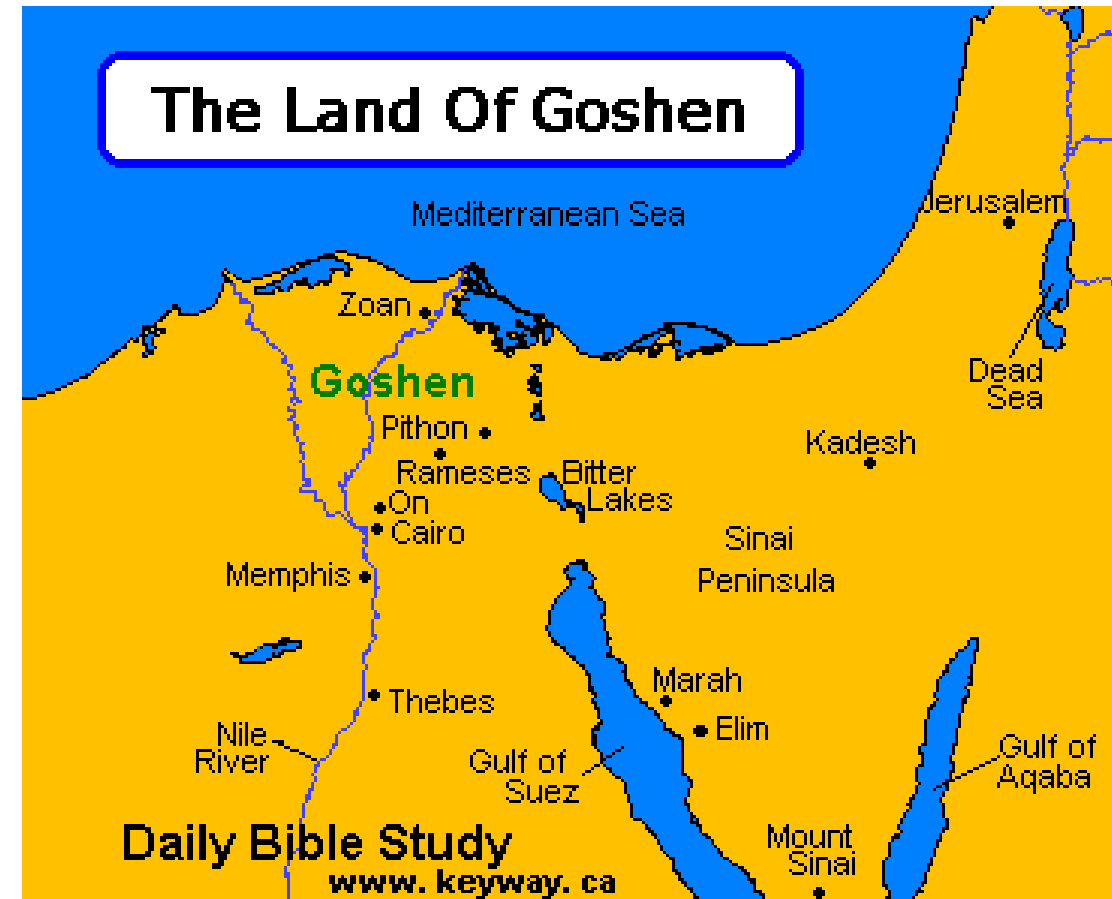 The Land Of Goshen
Mediterranean Sea
Jerusalem
Zoan
Goshen
Dead
Sea
Pithon
Kadesh
Rameses
Bitter
Lakes
On
Cairo
Sinai
Peninsula
Memphis
Marah
Thebes
Elim
Nile
River
Gulf of
Suez
Gulf of
Aqaba
Mount
Sinai
Daily Bible Study
www. keyway. ca